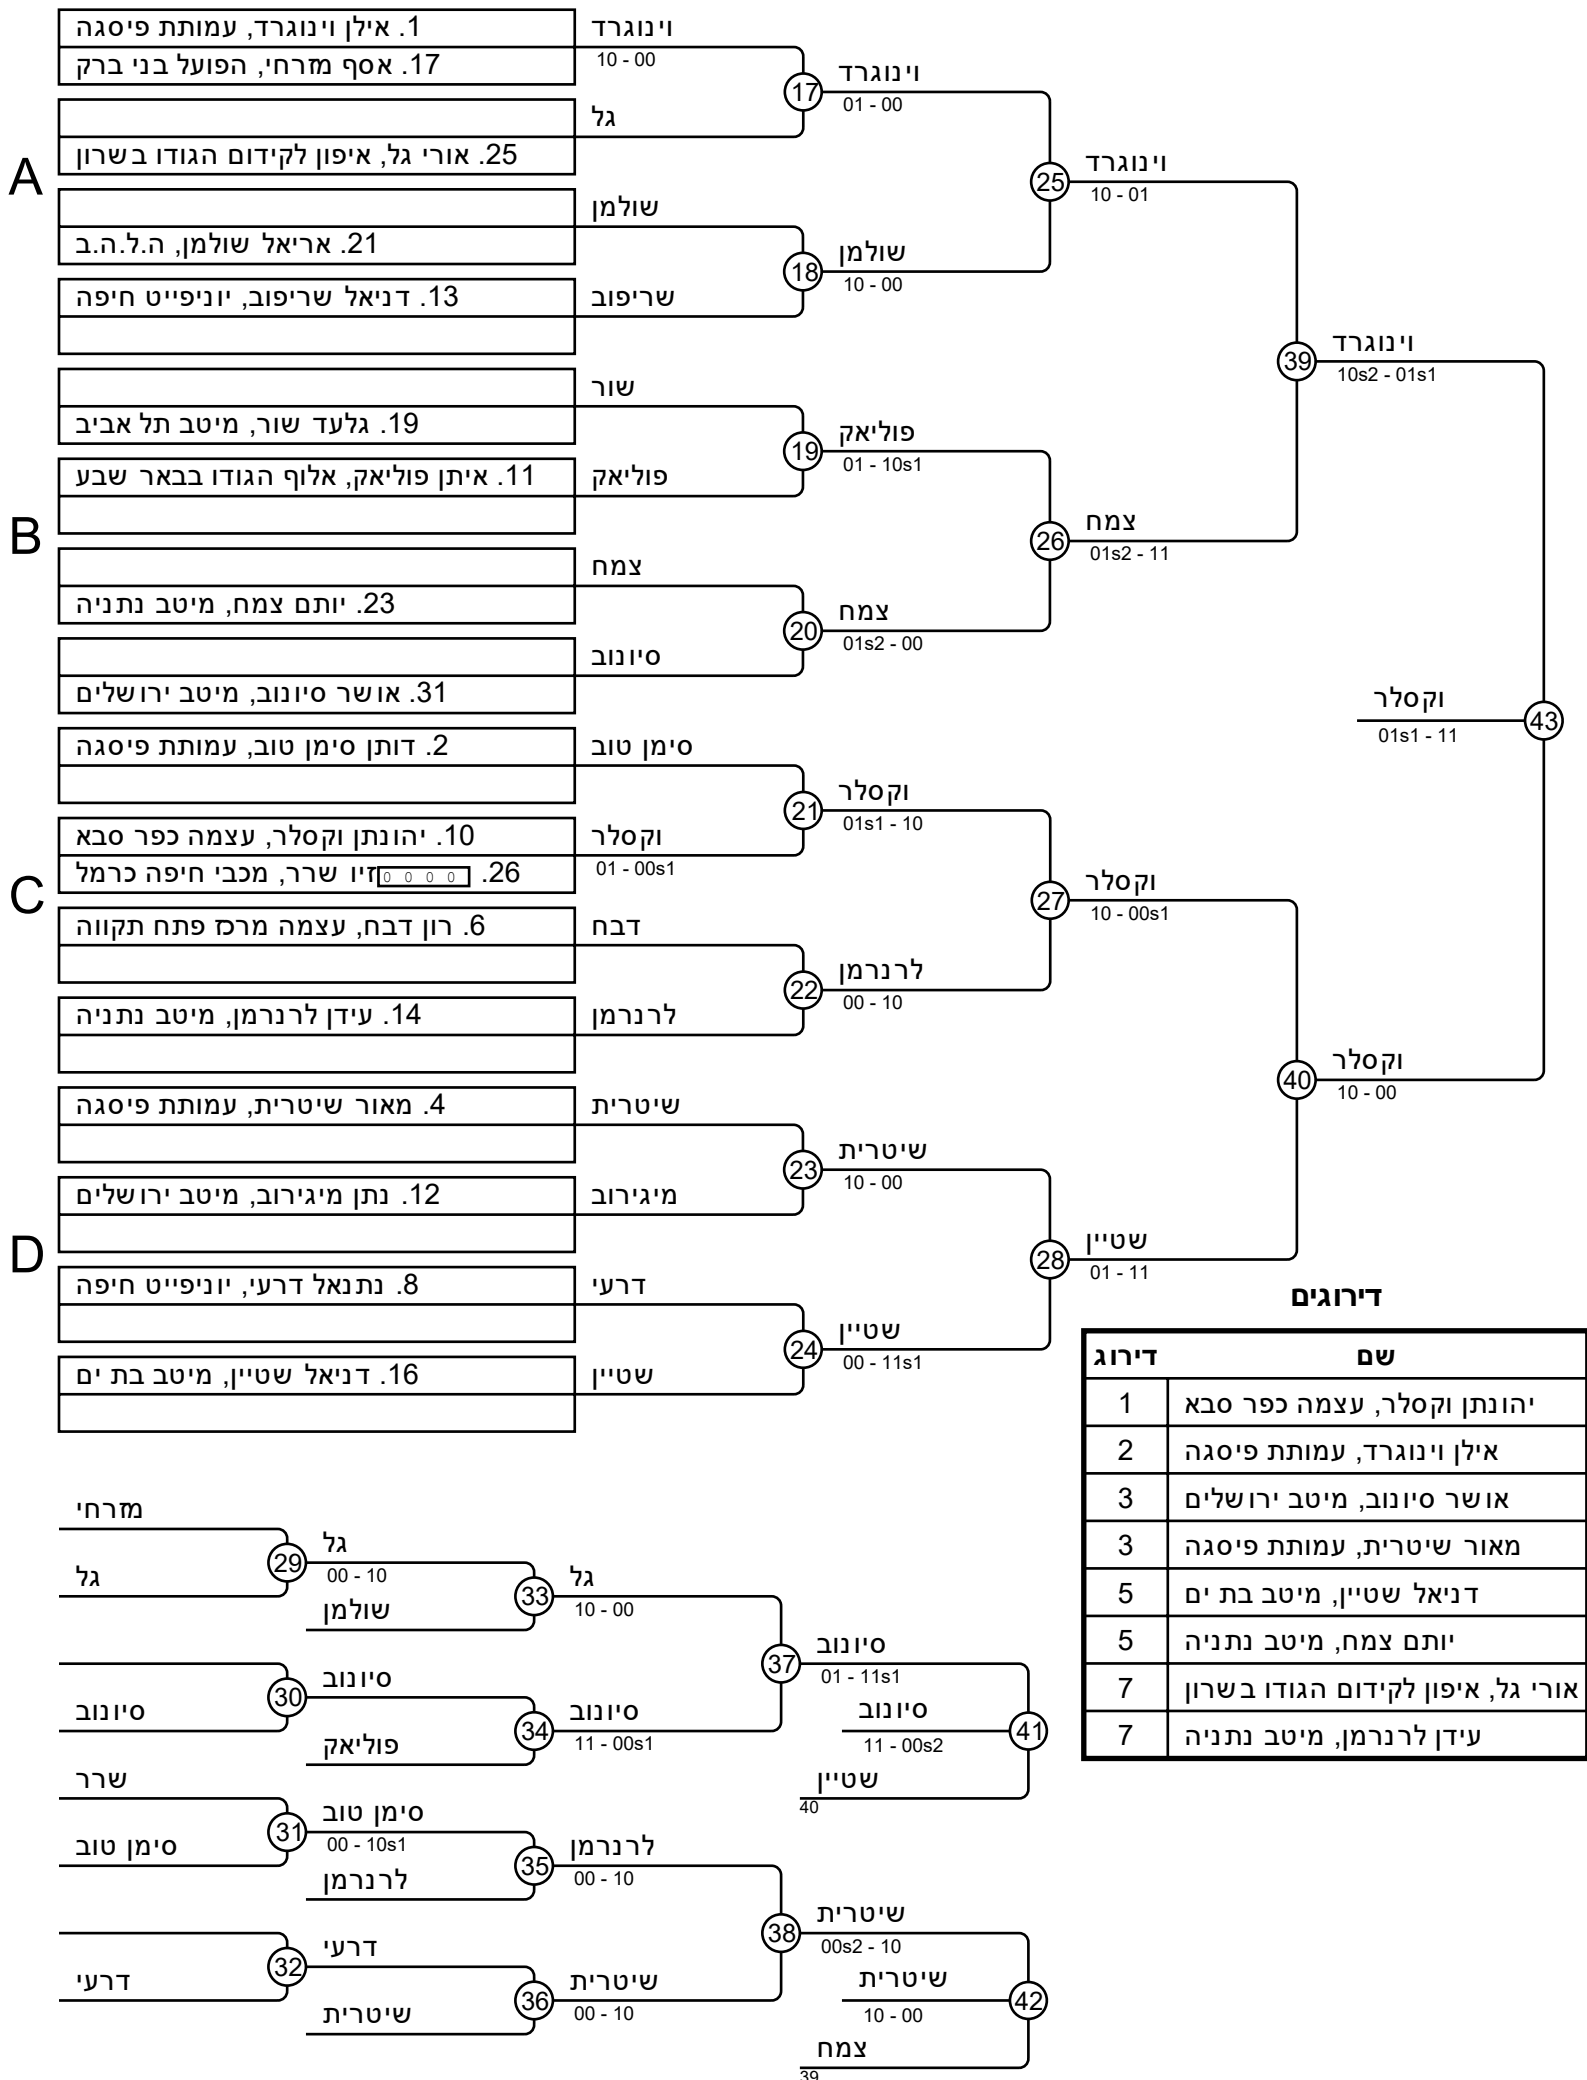 A
1. אילן וינוגרד, עמותת פיסגה
17. אסף מזרחי, הפועל בני ברק
25. אורי גל, איפון לקידום הגודו בשרון
21. אריאל שולמן, ה.ל.ה.ב
13. דניאל שריפוב, יוניפייט חיפה
B
19. גלעד שור, מיטב תל אביב
11. איתן פוליאק, אלוף הגודו בבאר שבע
23. יותם צמח, מיטב נתניה
31. אושר סיונוב, מיטב ירושלים
C
2. דותן סימן טוב, עמותת פיסגה
10. יהונתן וקסלר, עצמה כפר סבא
26. זיו שרר, מכבי חיפה כרמל
6. רון דבח, עצמה מרכז פתח תקווה
14. עידן לרנרמן, מיטב נתניה
D
4. מאור שיטרית, עמותת פיסגה
12. נתן מיגירוב, מיטב ירושלים
8. נתנאל דרעי, יוניפייט חיפה
16. דניאל שטיין, מיטב בת ים
וינוגרד
10 - 00
גל
שולמן
שריפוב
שור
פוליאק
צמח
סיונוב
סימן טוב
וקסלר
01 - 00s1
דבח
לרנרמן
שיטרית
מיגירוב
דרעי
שטיין
17
וינוגרד
01 - 00
18
שולמן
10 - 00
19
פוליאק
01 - 10s1
20
צמח
01s2 - 00
21
וקסלר
01s1 - 10
22
לרנרמן
00 - 10
23
שיטרית
10 - 00
24
שטיין
00 - 11s1
25
וינוגרד
10 - 01
26
צמח
01s2 - 11
27
וקסלר
10 - 00s1
28
שטיין
01 - 11
39
וינוגרד
10s2 - 01s1
40
וקסלר
10 - 00
43
וקסלר
01s1 - 11
דירוגים
דירוג שם
1 יהונתן וקסלר, עצמה כפר סבא
2 אילן וינוגרד, עמותת פיסגה
3 אושר סיונוב, מיטב ירושלים
3 מאור שיטרית, עמותת פיסגה
5 דניאל שטיין, מיטב בת ים
5 יותם צמח, מיטב נתניה
7 אורי גל, איפון לקידום הגודו בשרון
7 עידן לרנרמן, מיטב נתניה
מזרחי
גל
סיונוב
שרר
סימן טוב
דרעי
29
גל
00 - 10
שולמן
30
סיונוב
פוליאק
31
סימן טוב
00 - 10s1
לרנרמן
32
דרעי
שיטרית
33
גל
10 - 00
34
סיונוב
11 - 00s1
35
לרנרמן
00 - 10
36
שיטרית
00 - 10
37
סיונוב
01 - 11s1
סיונוב
11 - 00s2
41
שטיין
40
38
שיטרית
00s2 - 10
שיטרית
10 - 00
42
צמח
39